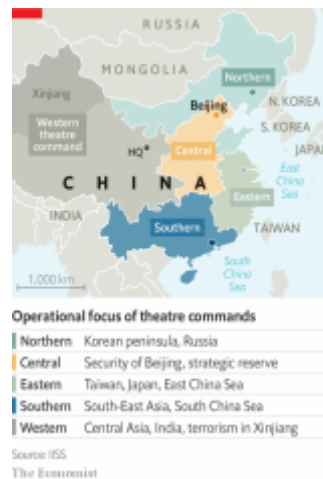 RUSSIA
MONGOLIA
Northern
Xinjiang
Beijing
N. KOREA
Western
theatre
command
HQ
Central
S. KOREA
JAPA
CHINA
East
China
Sea
Eastern
INDIA
Southern
TAIWAN
South
China
Sea
1,000km
Operational focus of theatre commands
Northern Korean peninsula, Russia
Central Security of Beijing, strategic reserve
Eastern Taiwan, Japan, East China Sea
Southern South-East Asia, South China Sea
Western Central Asia, India, terrorism in Xinjiang
Source: IISS
The Economist